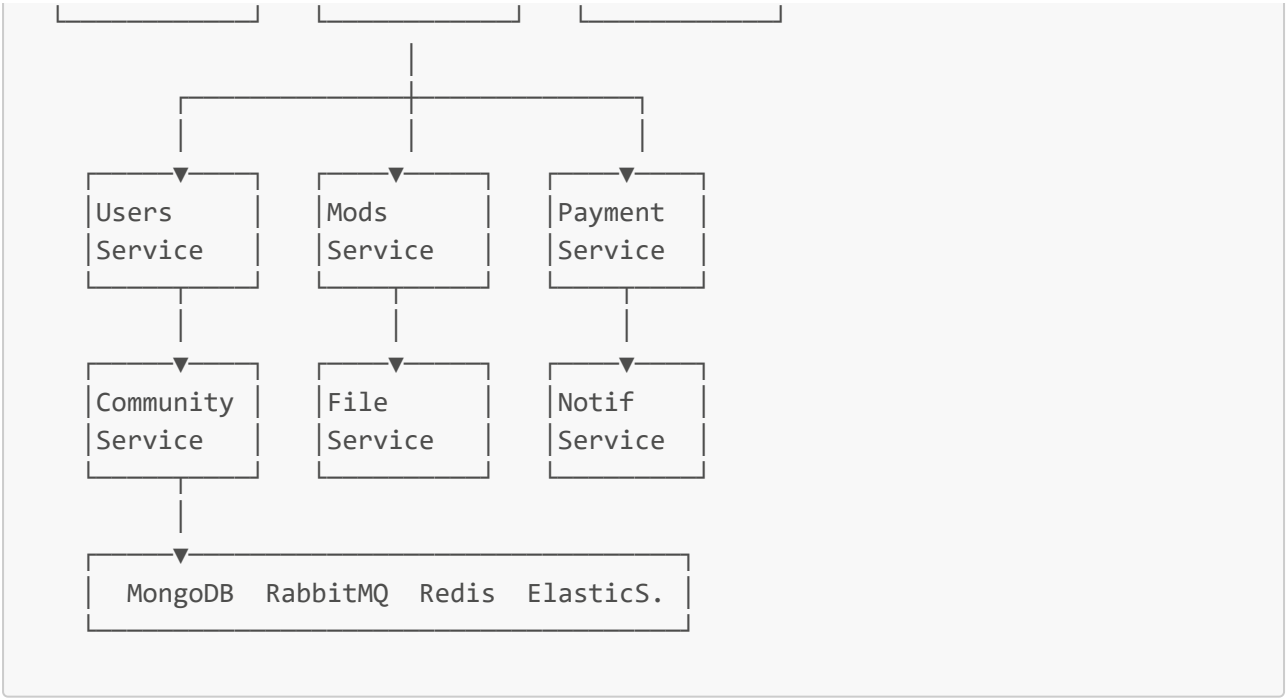 Users Mods Payment
Service Service Service
Community File Notif
Service Service Service
MongoDB RabbitMQ Redis ElasticS.